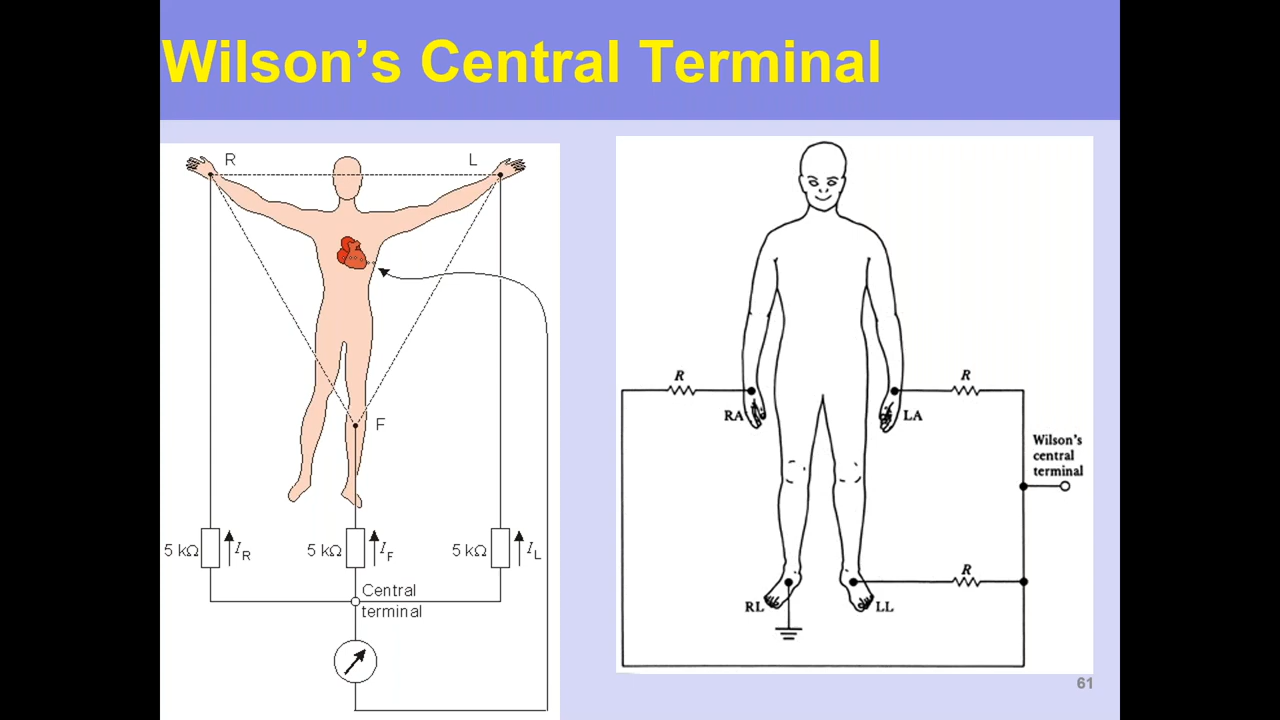 Wilson's Central Terminal
R
L
F
5 kΩ
I_R
5 kΩ
I_F
5 kΩ
I_L
Central
terminal
R
R
RA
LA
Wilson's
central
terminal
R
RL
LL
61